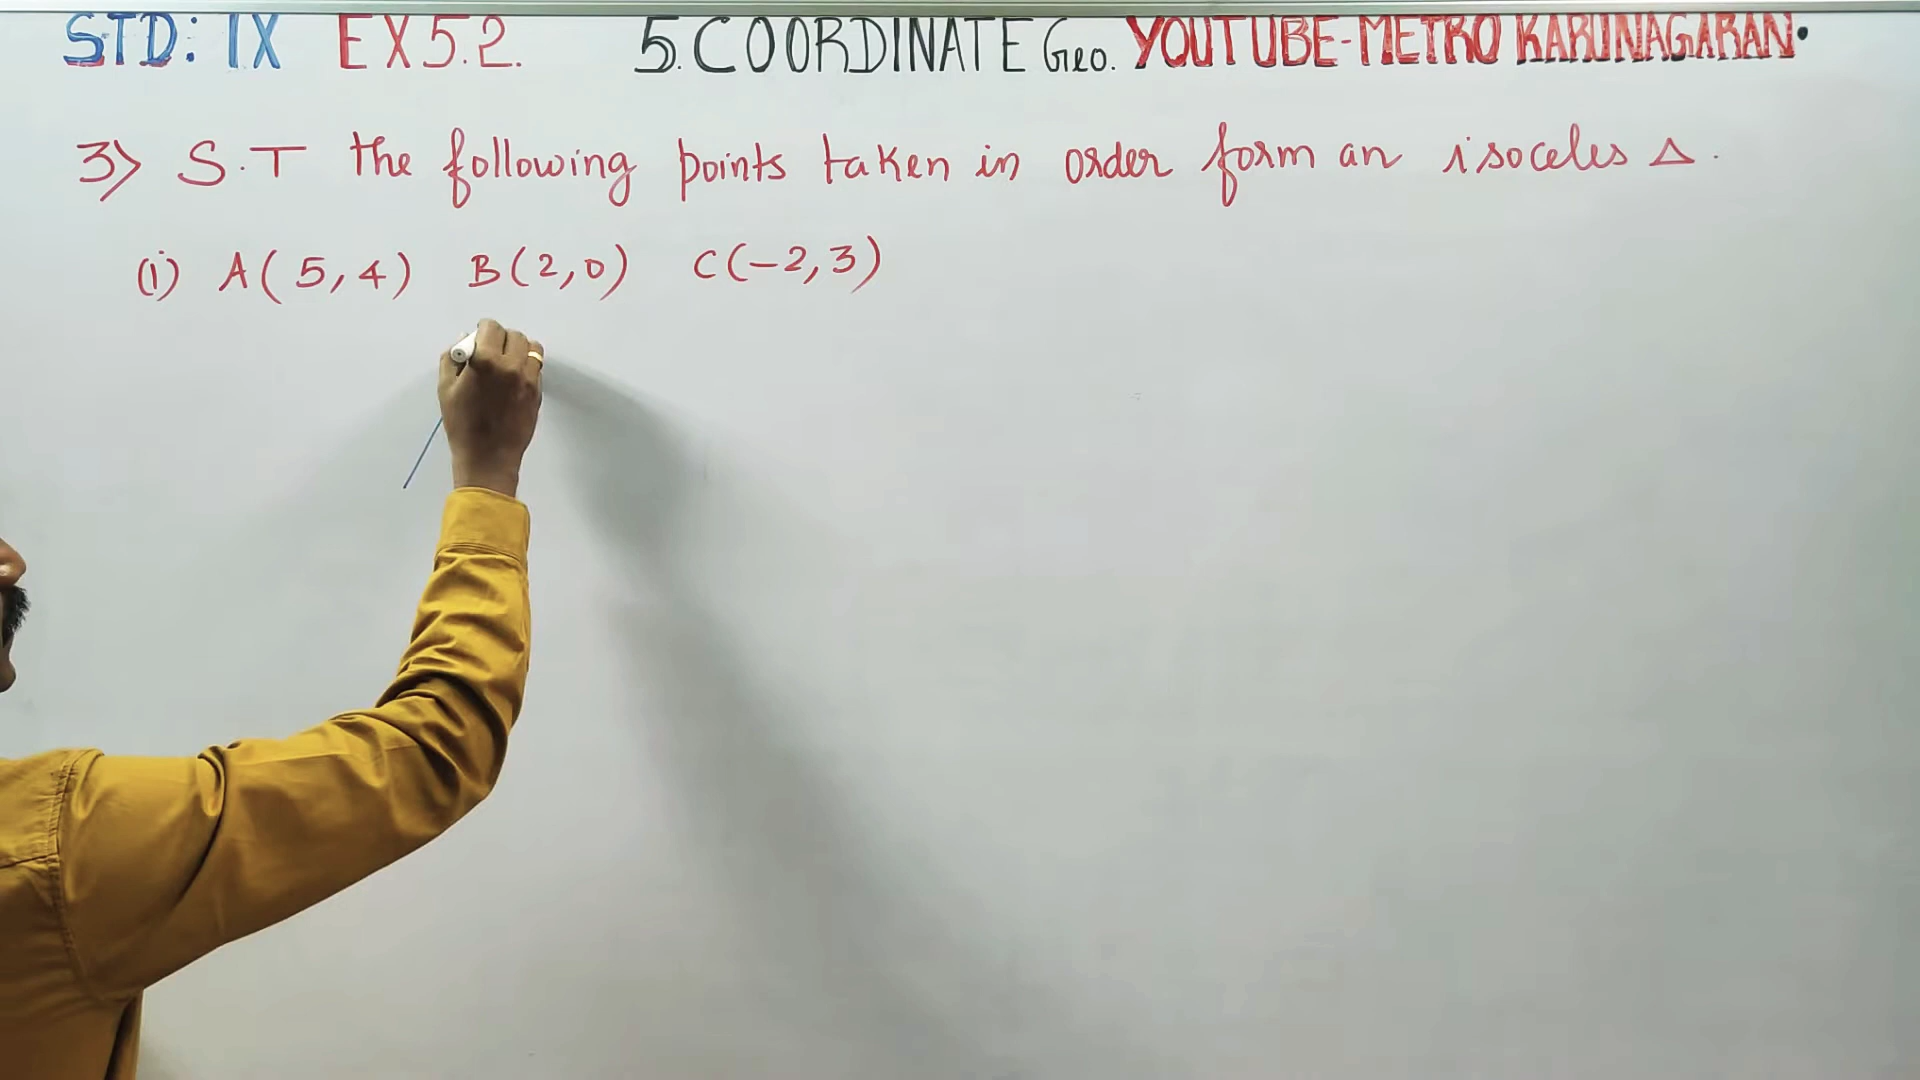 STD: IX EX 5.2. 5. COORDINATE Geo. YOUTUBE-METRO KARUNAGARAN.
3) S.T the following points taken in order form an isoceles Δ.
(i) A(5,4) B(2,0) C(-2,3)